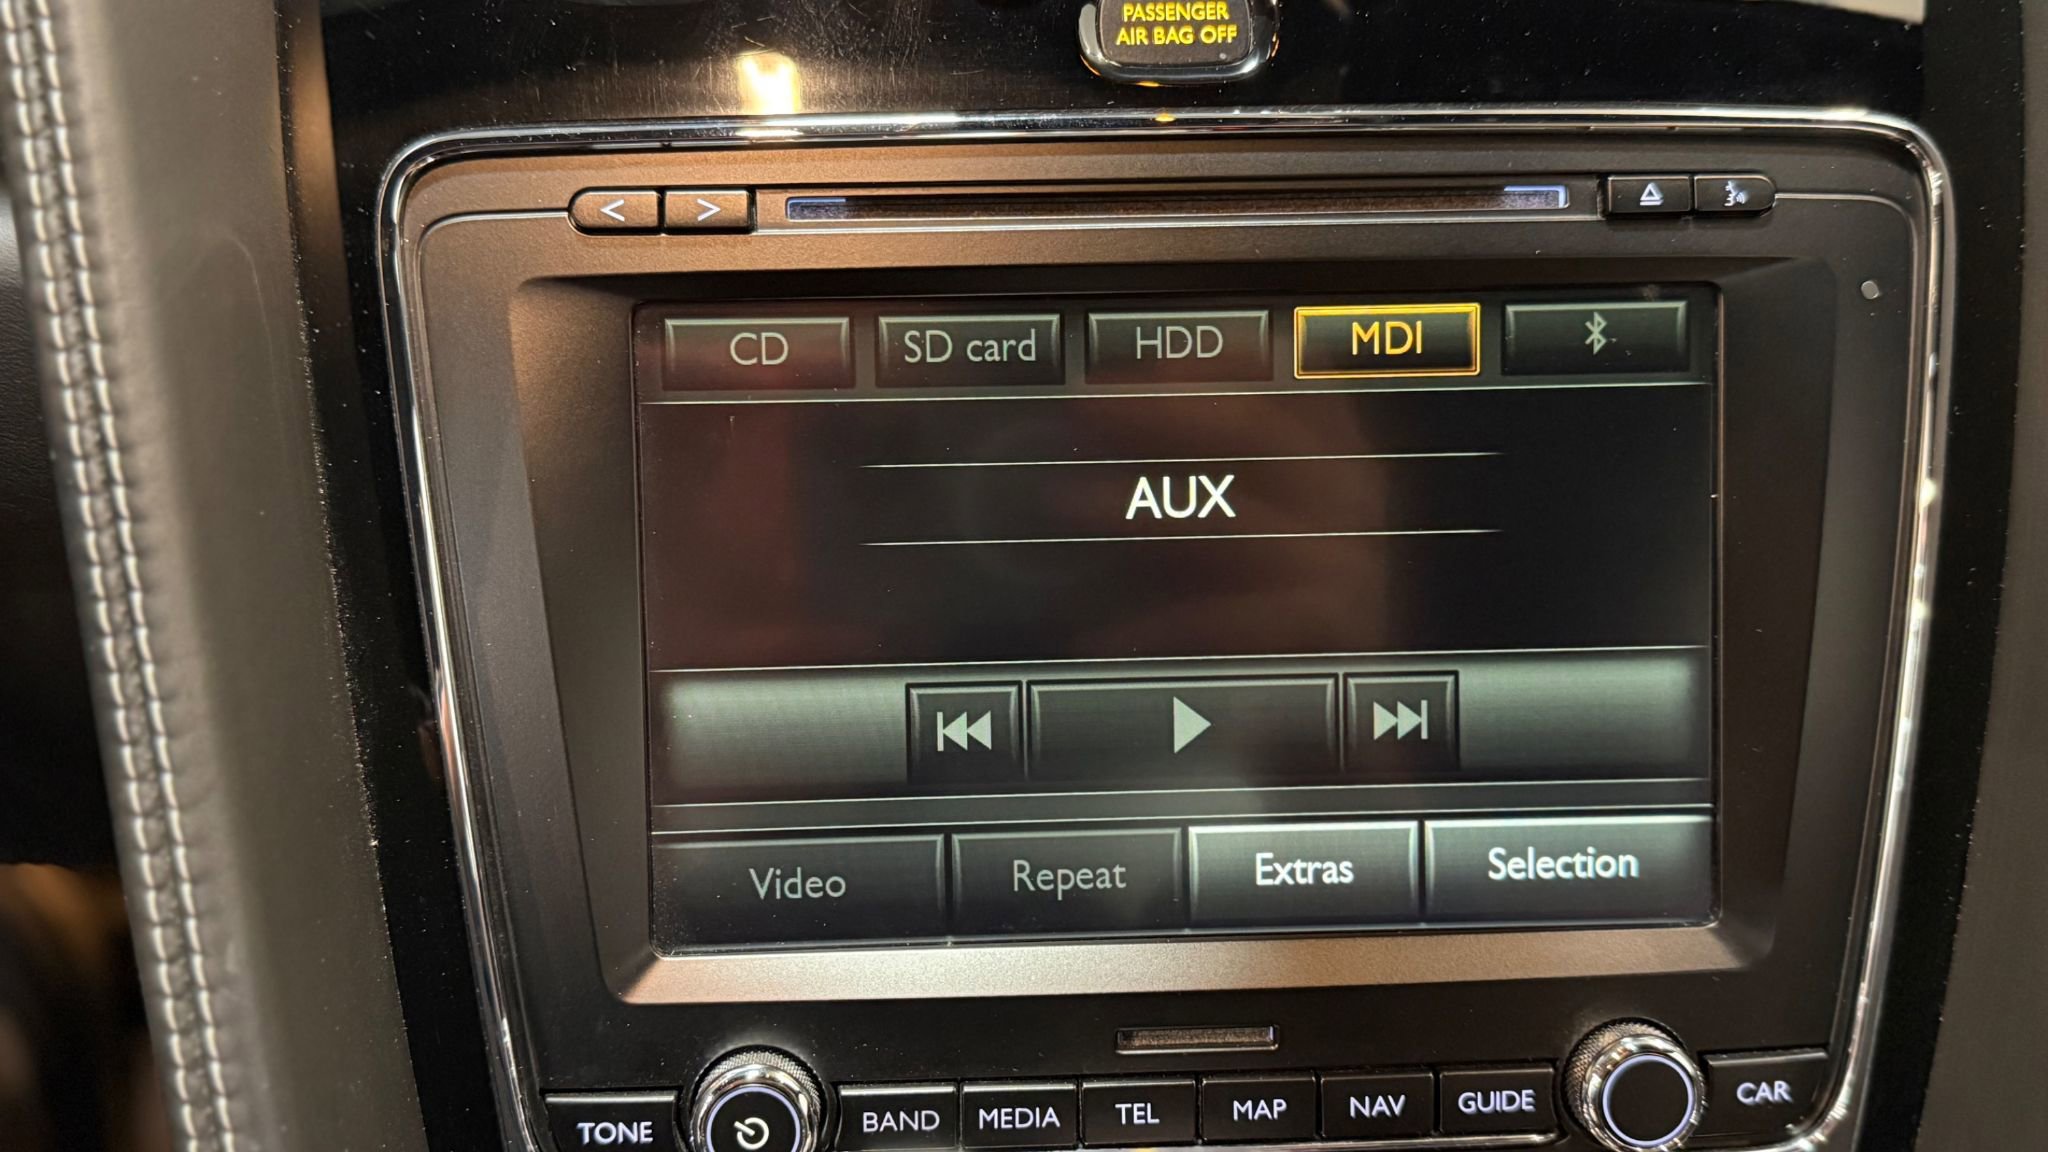 PASSENGER
AIR BAG OFF
< >
CD SD card HDD MDI
AUX
Video Repeat Extras Selection
TONE BAND MEDIA TEL MAP NAV GUIDE CAR